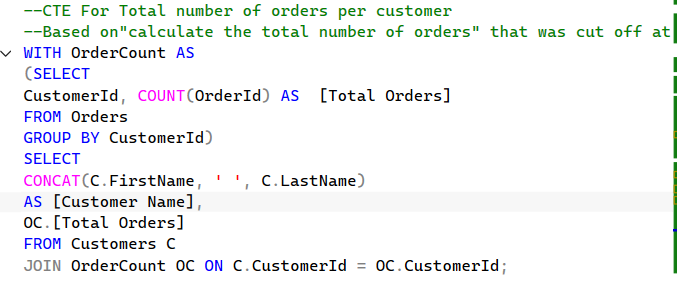 --CTE For Total number of orders per customer
--Based on"calculate the total number of orders" that was cut off at
WITH OrderCount AS
(SELECT
CustomerId, COUNT(OrderId) AS  [Total Orders]
FROM Orders
GROUP BY CustomerId)
SELECT
CONCAT(C.FirstName, ' ', C.LastName)
AS [Customer Name],
OC.[Total Orders]
FROM Customers C
JOIN OrderCount OC ON C.CustomerId = OC.CustomerId;